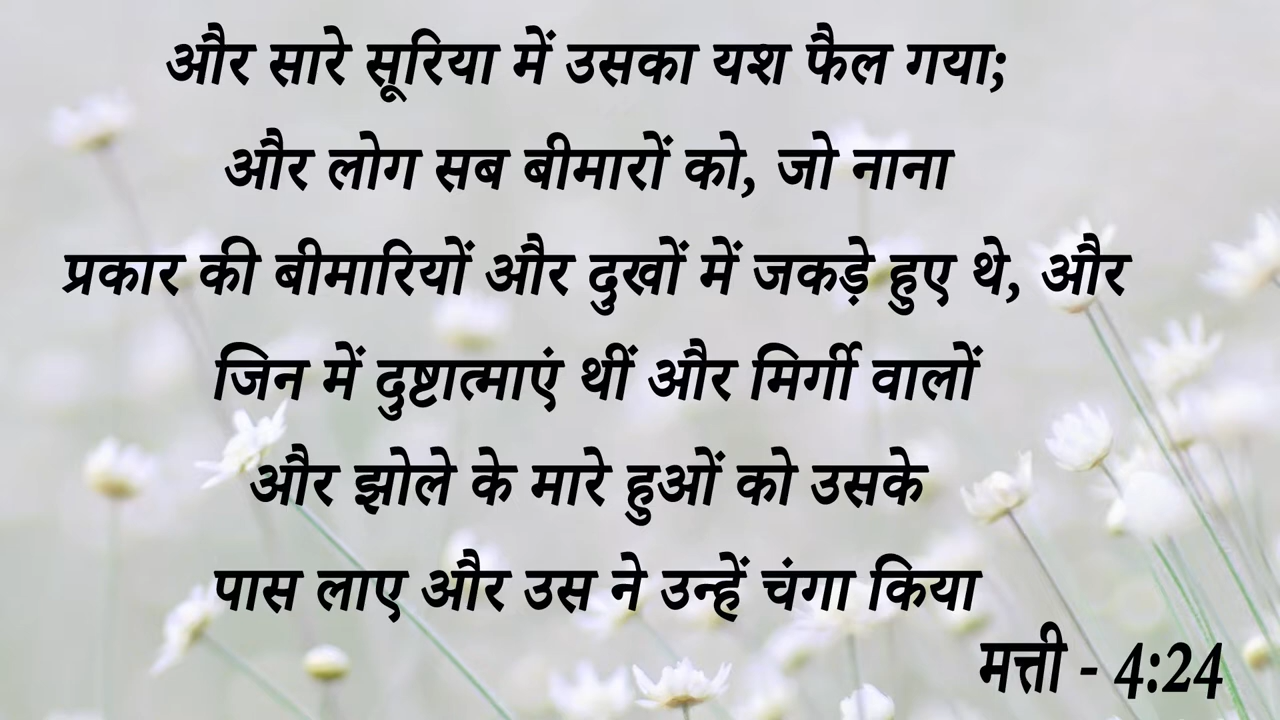 और सारे सूरिया में उसका यश फैल गया;
और लोग सब बीमारों को, जो नाना
प्रकार की बीमारियों और दुखों में जकड़े हुए थे, और
जिन में दुष्टात्माएं थीं और मिर्गी वालों
और झोले के मारे हुओं को उसके
पास लाए और उस ने उन्हें चंगा किया
मत्ती - 4:24